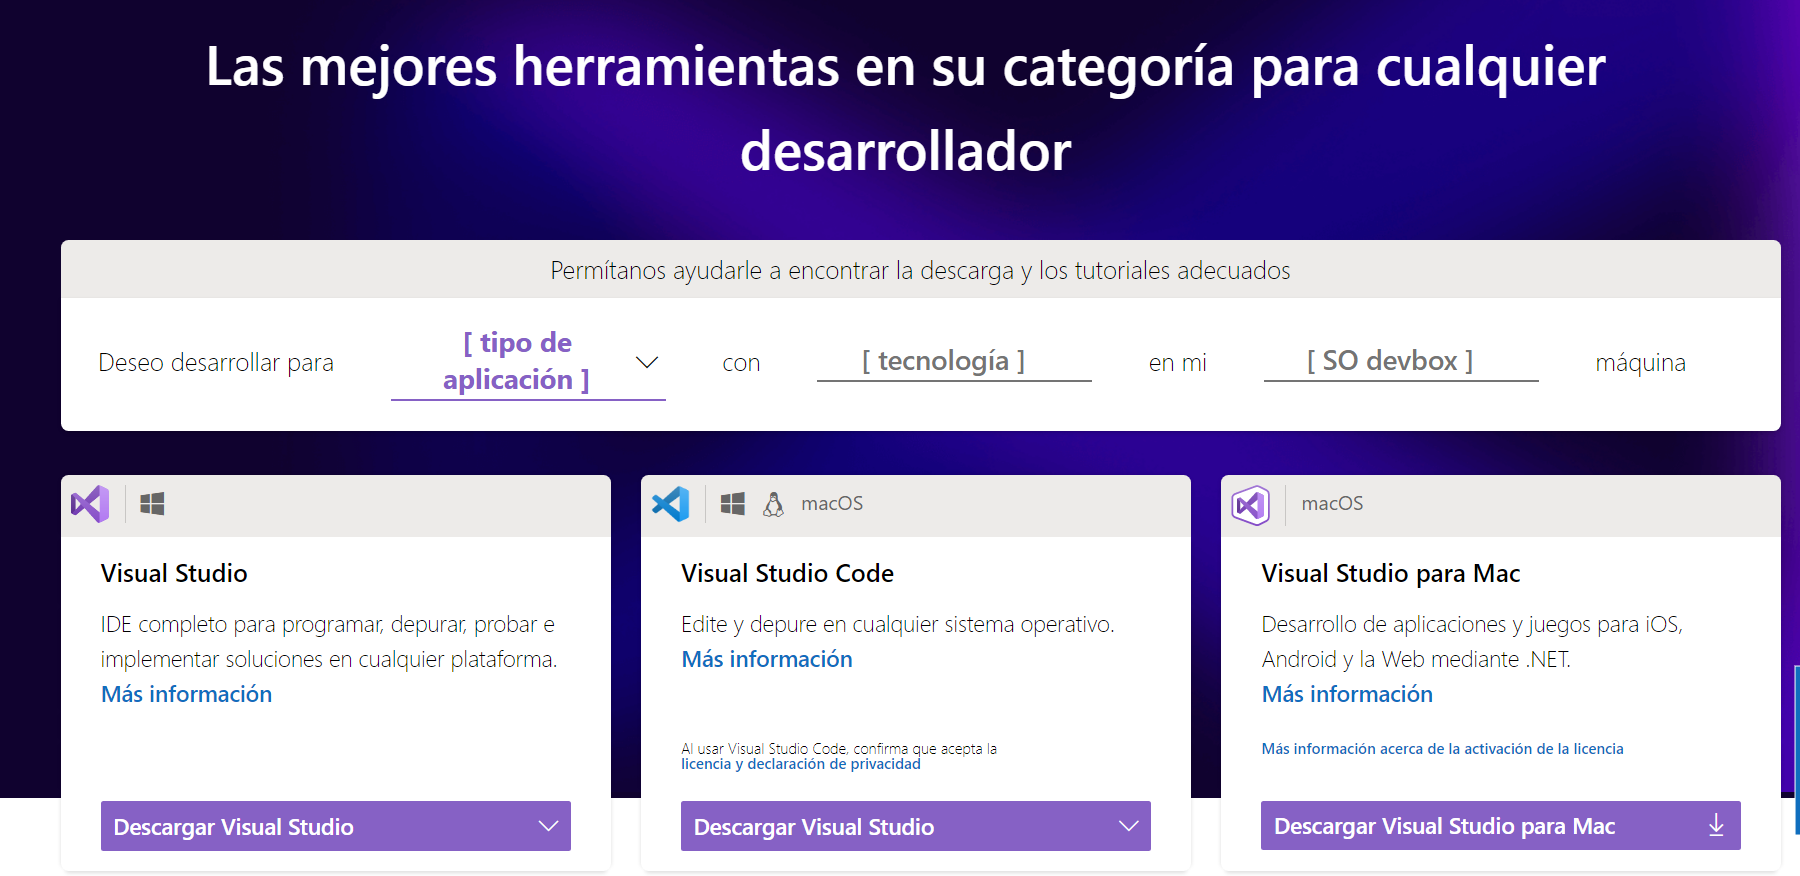 Las mejores herramientas en su categoría para cualquier
desarrollador
Permítanos ayudarle a encontrar la descarga y los tutoriales adecuados
Deseo desarrollar para [ tipo de aplicación ] con [ tecnología ] en mi [ SO devbox ] máquina
Visual Studio
IDE completo para programar, depurar, probar e
implementar soluciones en cualquier plataforma.
Más información
Descargar Visual Studio
macOS
Visual Studio Code
Edite y depure en cualquier sistema operativo.
Más información
Al usar Visual Studio Code, confirma que acepta la
licencia y declaración de privacidad
Descargar Visual Studio
macOS
Visual Studio para Mac
Desarrollo de aplicaciones y juegos para iOS,
Android y la Web mediante .NET.
Más información
Más información acerca de la activación de la licencia
Descargar Visual Studio para Mac